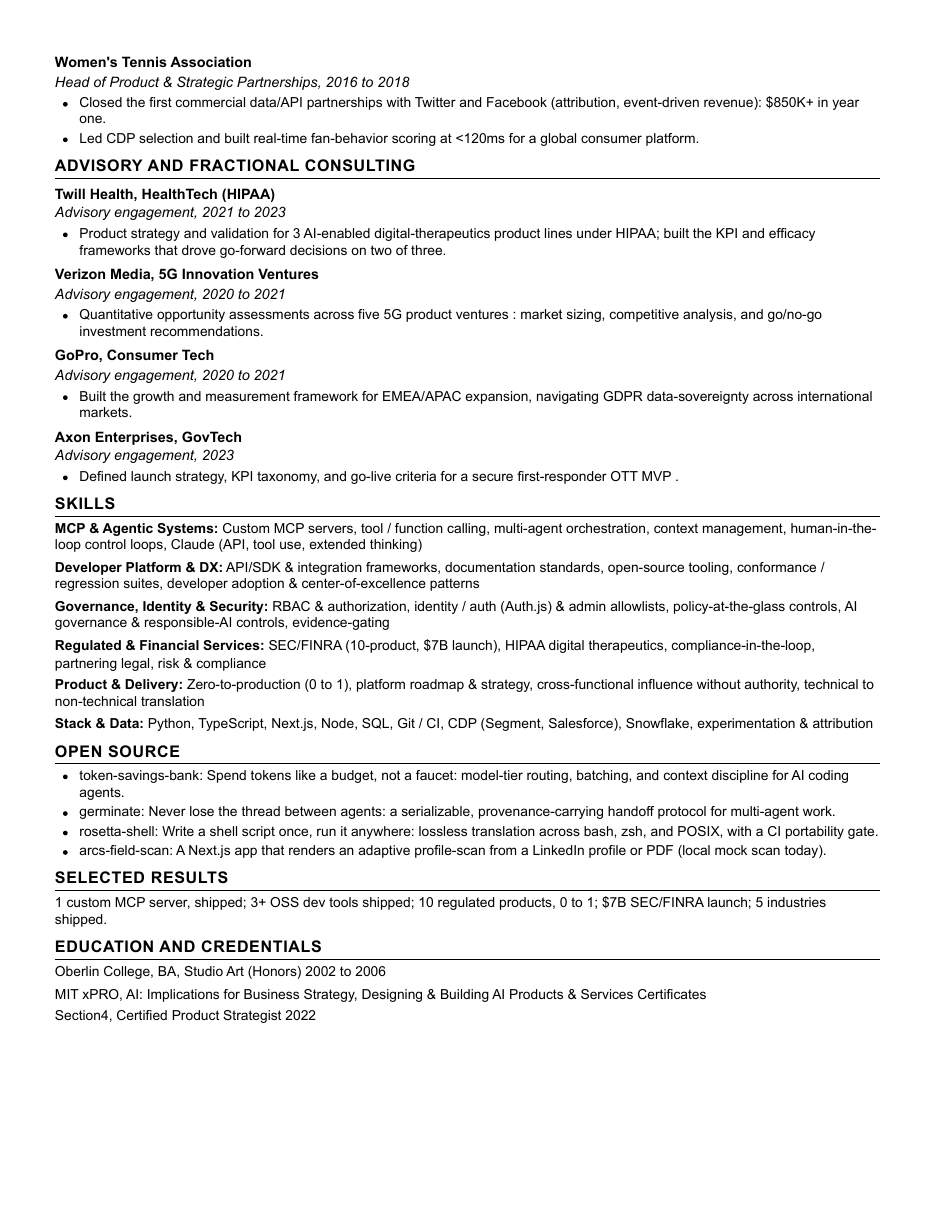 Women's Tennis Association
Head of Product & Strategic Partnerships, 2016 to 2018
• Closed the first commercial data/API partnerships with Twitter and Facebook (attribution, event-driven revenue): $850K+ in year
one.
• Led CDP selection and built real-time fan-behavior scoring at <120ms for a global consumer platform.
ADVISORY AND FRACTIONAL CONSULTING
Twill Health, HealthTech (HIPAA)
Advisory engagement, 2021 to 2023
• Product strategy and validation for 3 AI-enabled digital-therapeutics product lines under HIPAA; built the KPI and efficacy
frameworks that drove go-forward decisions on two of three.
Verizon Media, 5G Innovation Ventures
Advisory engagement, 2020 to 2021
• Quantitative opportunity assessments across five 5G product ventures : market sizing, competitive analysis, and go/no-go
investment recommendations.
GoPro, Consumer Tech
Advisory engagement, 2020 to 2021
• Built the growth and measurement framework for EMEA/APAC expansion, navigating GDPR data-sovereignty across international
markets.
Axon Enterprises, GovTech
Advisory engagement, 2023
• Defined launch strategy, KPI taxonomy, and go-live criteria for a secure first-responder OTT MVP .
SKILLS
MCP & Agentic Systems: Custom MCP servers, tool / function calling, multi-agent orchestration, context management, human-in-the-
loop control loops, Claude (API, tool use, extended thinking)
Developer Platform & DX: API/SDK & integration frameworks, documentation standards, open-source tooling, conformance /
regression suites, developer adoption & center-of-excellence patterns
Governance, Identity & Security: RBAC & authorization, identity / auth (Auth.js) & admin allowlists, policy-at-the-glass controls, AI
governance & responsible-AI controls, evidence-gating
Regulated & Financial Services: SEC/FINRA (10-product, $7B launch), HIPAA digital therapeutics, compliance-in-the-loop,
partnering legal, risk & compliance
Product & Delivery: Zero-to-production (0 to 1), platform roadmap & strategy, cross-functional influence without authority, technical to
non-technical translation
Stack & Data: Python, TypeScript, Next.js, Node, SQL, Git / CI, CDP (Segment, Salesforce), Snowflake, experimentation & attribution
OPEN SOURCE
• token-savings-bank: Spend tokens like a budget, not a faucet: model-tier routing, batching, and context discipline for AI coding
agents.
• germinate: Never lose the thread between agents: a serializable, provenance-carrying handoff protocol for multi-agent work.
• rosetta-shell: Write a shell script once, run it anywhere: lossless translation across bash, zsh, and POSIX, with a CI portability gate.
• arcs-field-scan: A Next.js app that renders an adaptive profile-scan from a LinkedIn profile or PDF (local mock scan today).
SELECTED RESULTS
1 custom MCP server, shipped; 3+ OSS dev tools shipped; 10 regulated products, 0 to 1; $7B SEC/FINRA launch; 5 industries
shipped.
EDUCATION AND CREDENTIALS
Oberlin College, BA, Studio Art (Honors) 2002 to 2006
MIT xPRO, AI: Implications for Business Strategy, Designing & Building AI Products & Services Certificates
Section4, Certified Product Strategist 2022